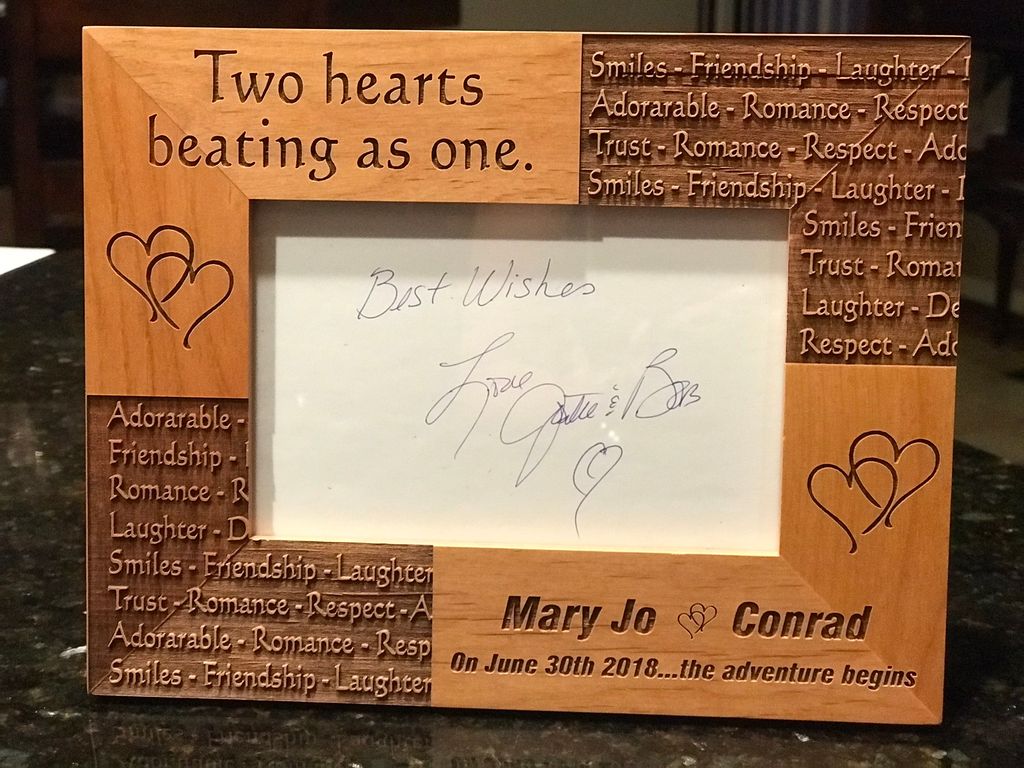 Two hearts
beating as one.
Smiles - Friendship - Laughter -
Adorarable - Romance - Respect
Trust - Romance - Respect - Ado
Smiles - Friendship - Laughter -
Smiles - Frien
Trust - Roma
Laughter - De
Respect - Ado
Best Wishes
Love
&
Adorarable -
Friendship -
Romance - R
Laughter - D
Smiles - Friendship - Laughter
Trust - Romance - Respect - A
Adorarable - Romance - Resp
Smiles - Friendship - Laughter
Mary Jo Conrad
On June 30th 2018...the adventure begins